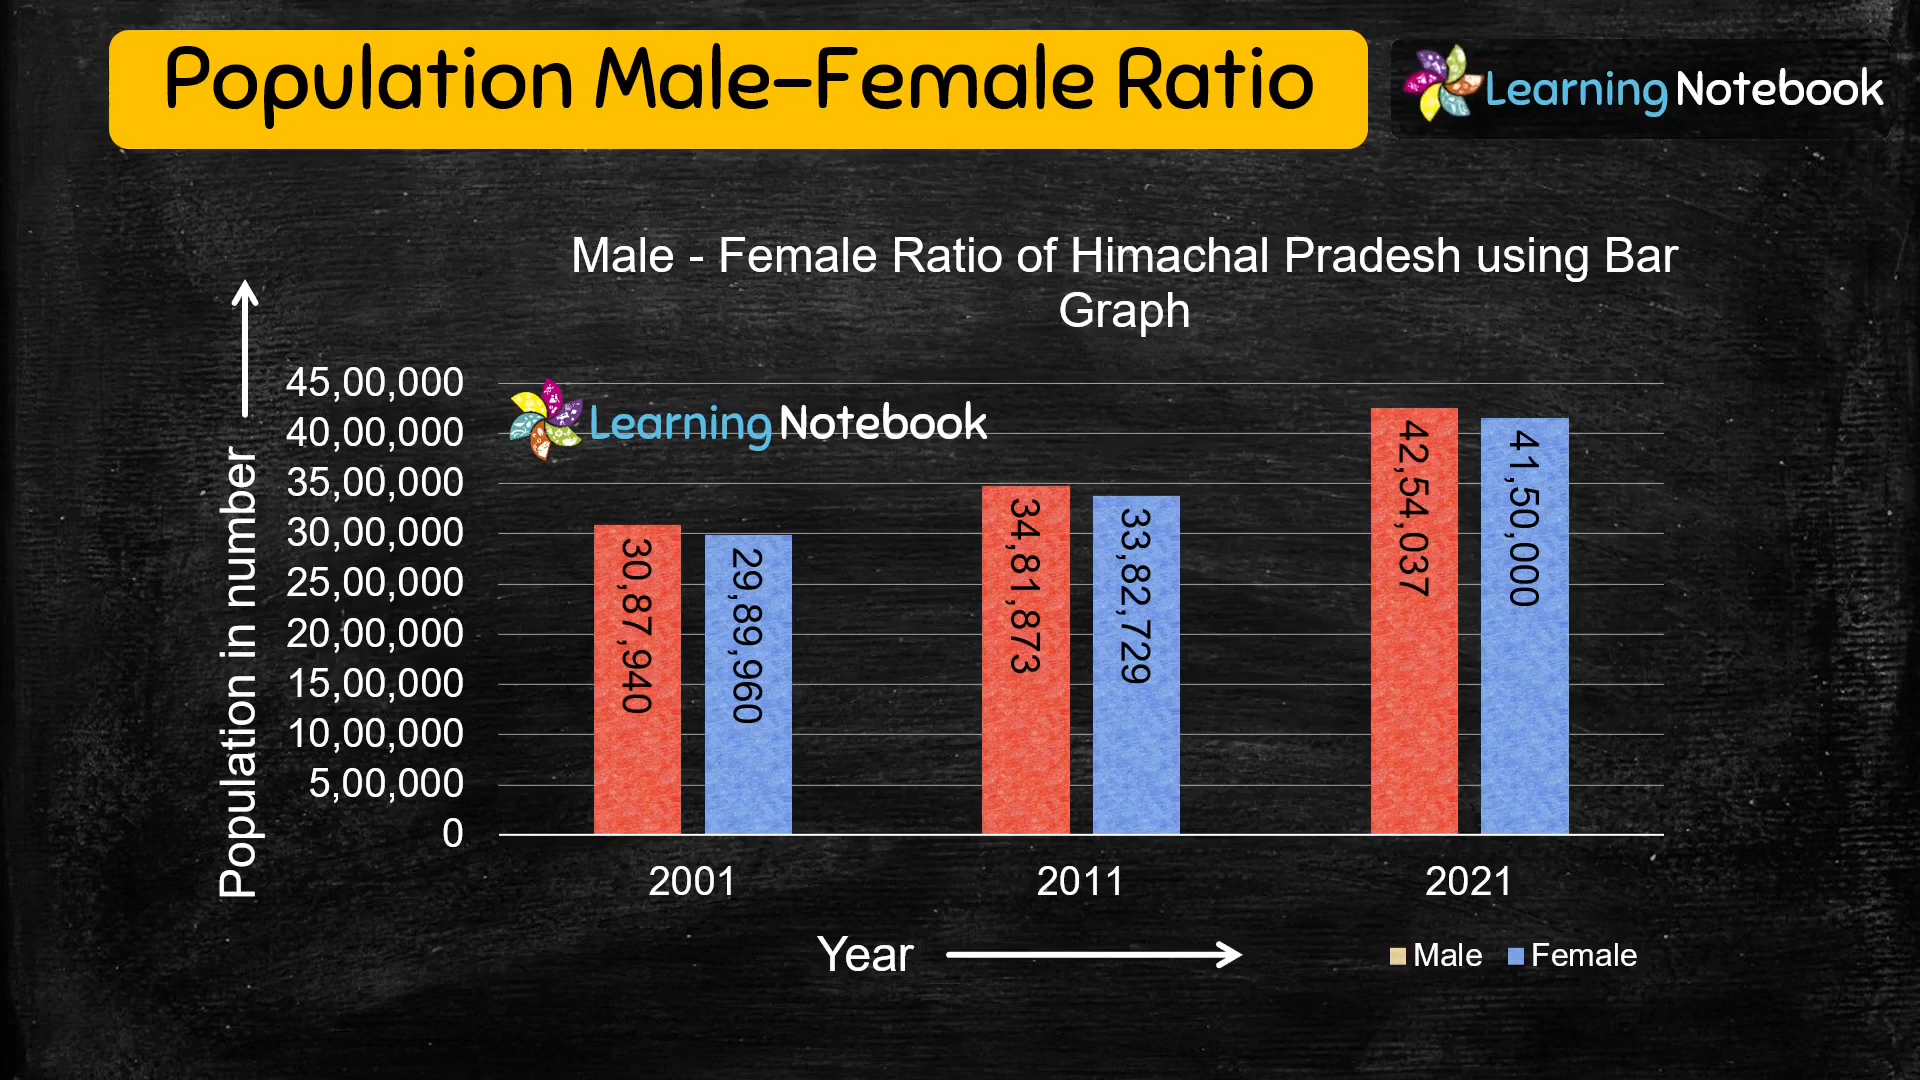 Population Male-Female Ratio
Learning Notebook
Male - Female Ratio of Himachal Pradesh using Bar
Graph
Population in number
45,00,000
40,00,000
35,00,000
30,00,000
25,00,000
20,00,000
15,00,000
10,00,000
5,00,000
0
Learning Notebook
30,87,940
29,89,960
34,81,873
33,82,729
42,54,037
41,50,000
2001
2011
2021
Year
Male
Female